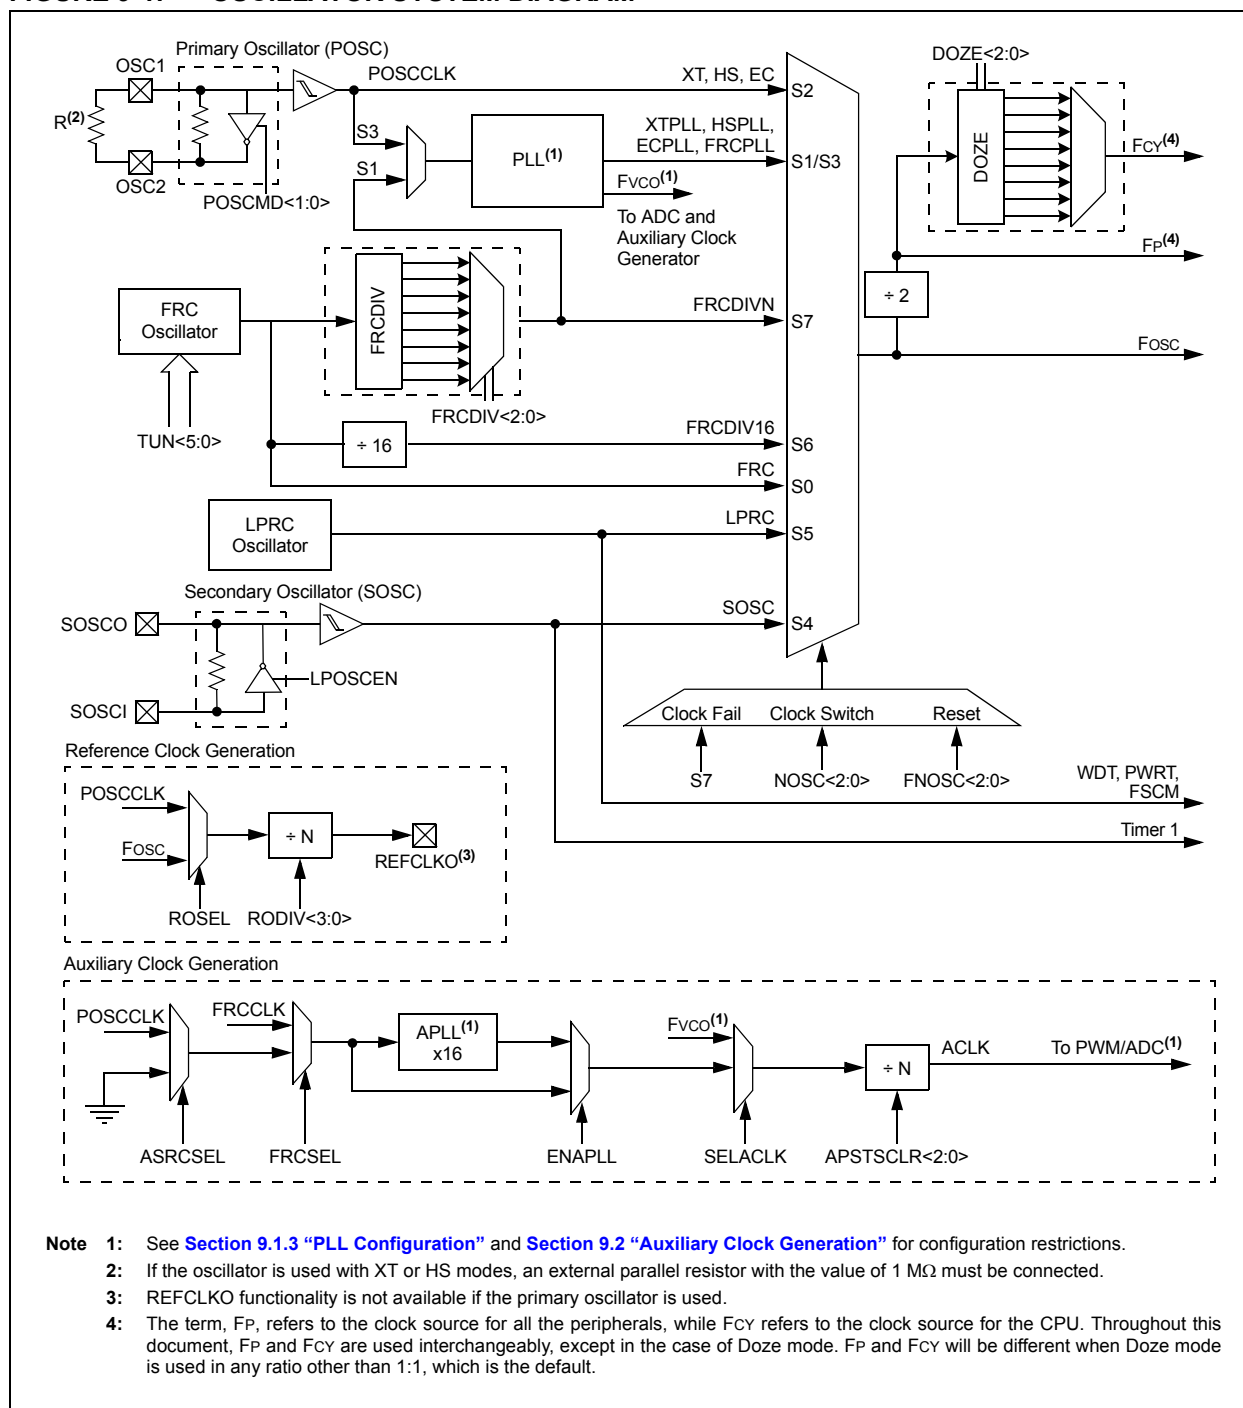 Primary Oscillator (POSC)
OSC1
POSCCLK
XT, HS, EC
S2
DOZE<2:0>
R(2)
S3
XTPLL, HSPLL,
ECPLL, FRCPLL
PLL(1)
S1/S3
DOZE
FCY(4)
S1
OSC2
POSCMD<1:0>
FVCO(1)
To ADC and
Auxiliary Clock
Generator
FP(4)
÷ 2
FRC
Oscillator
FRCDIV
FRCDIVN
S7
FOSC
FRCDIV<2:0>
TUN<5:0>
FRCDIV16
÷ 16
S6
FRC
S0
LPRC
Oscillator
LPRC
S5
Secondary Oscillator (SOSC)
SOSCO
SOSC
S4
LPOSCEN
SOSCI
Clock Fail Clock Switch Reset
S7 NOSC<2:0> FNOSC<2:0>
WDT, PWRT,
FSCM
Timer 1
Reference Clock Generation
POSCCLK
÷ N
FOSC
REFCLKO(3)
ROSEL RODIV<3:0>
Auxiliary Clock Generation
POSCCLK
FRCCLK
APLL(1)
x16
FVCO(1)
÷ N
ACLK
To PWM/ADC(1)
ASRCSEL FRCSEL ENAPLL SELACLK APSTSCLR<2:0>
Note 1: See Section 9.1.3 “PLL Configuration” and Section 9.2 “Auxiliary Clock Generation” for configuration restrictions.
2: If the oscillator is used with XT or HS modes, an external parallel resistor with the value of 1 MΩ must be connected.
3: REFCLKO functionality is not available if the primary oscillator is used.
4: The term, FP, refers to the clock source for all the peripherals, while FCY refers to the clock source for the CPU. Throughout this
document, FP and FCY are used interchangeably, except in the case of Doze mode. FP and FCY will be different when Doze mode
is used in any ratio other than 1:1, which is the default.